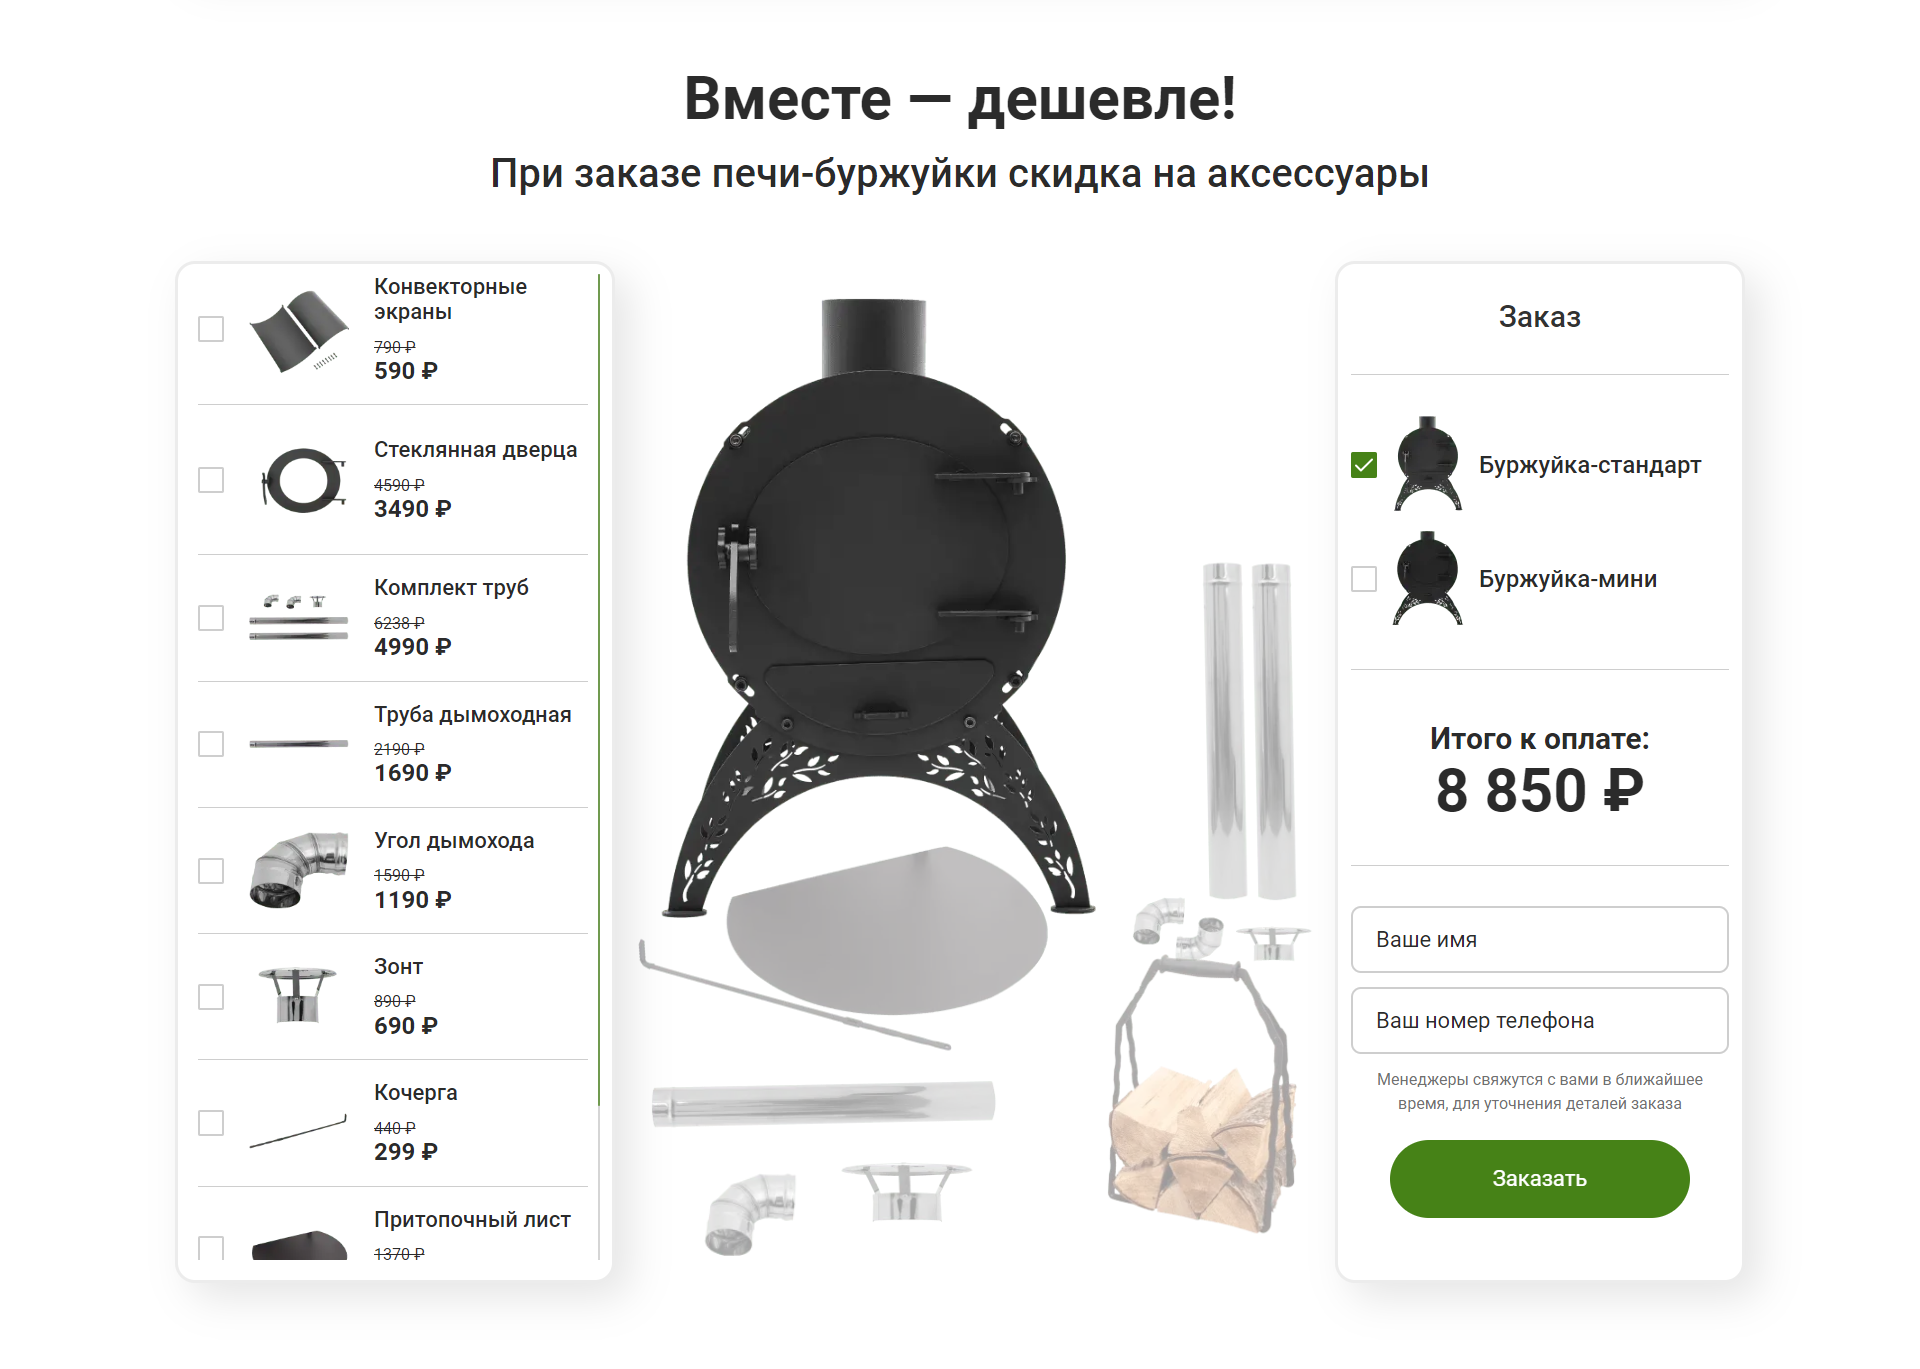 Вместе — дешевле!
При заказе печи-буржуйки скидка на аксессуары
Конвекторные
экраны
790 ₽
590 ₽
Стеклянная дверца
4590 ₽
3490 ₽
Комплект труб
6238 ₽
4990 ₽
Труба дымоходная
2190 ₽
1690 ₽
Угол дымохода
1590 ₽
1190 ₽
Зонт
890 ₽
690 ₽
Кочерга
440 ₽
299 ₽
Притопочный лист
1370 ₽
Заказ
Буржуйка-стандарт
Буржуйка-мини
Итого к оплате:
8 850 ₽
Ваше имя
Ваш номер телефона
Менеджеры свяжутся с вами в ближайшее
время, для уточнения деталей заказа
Заказать